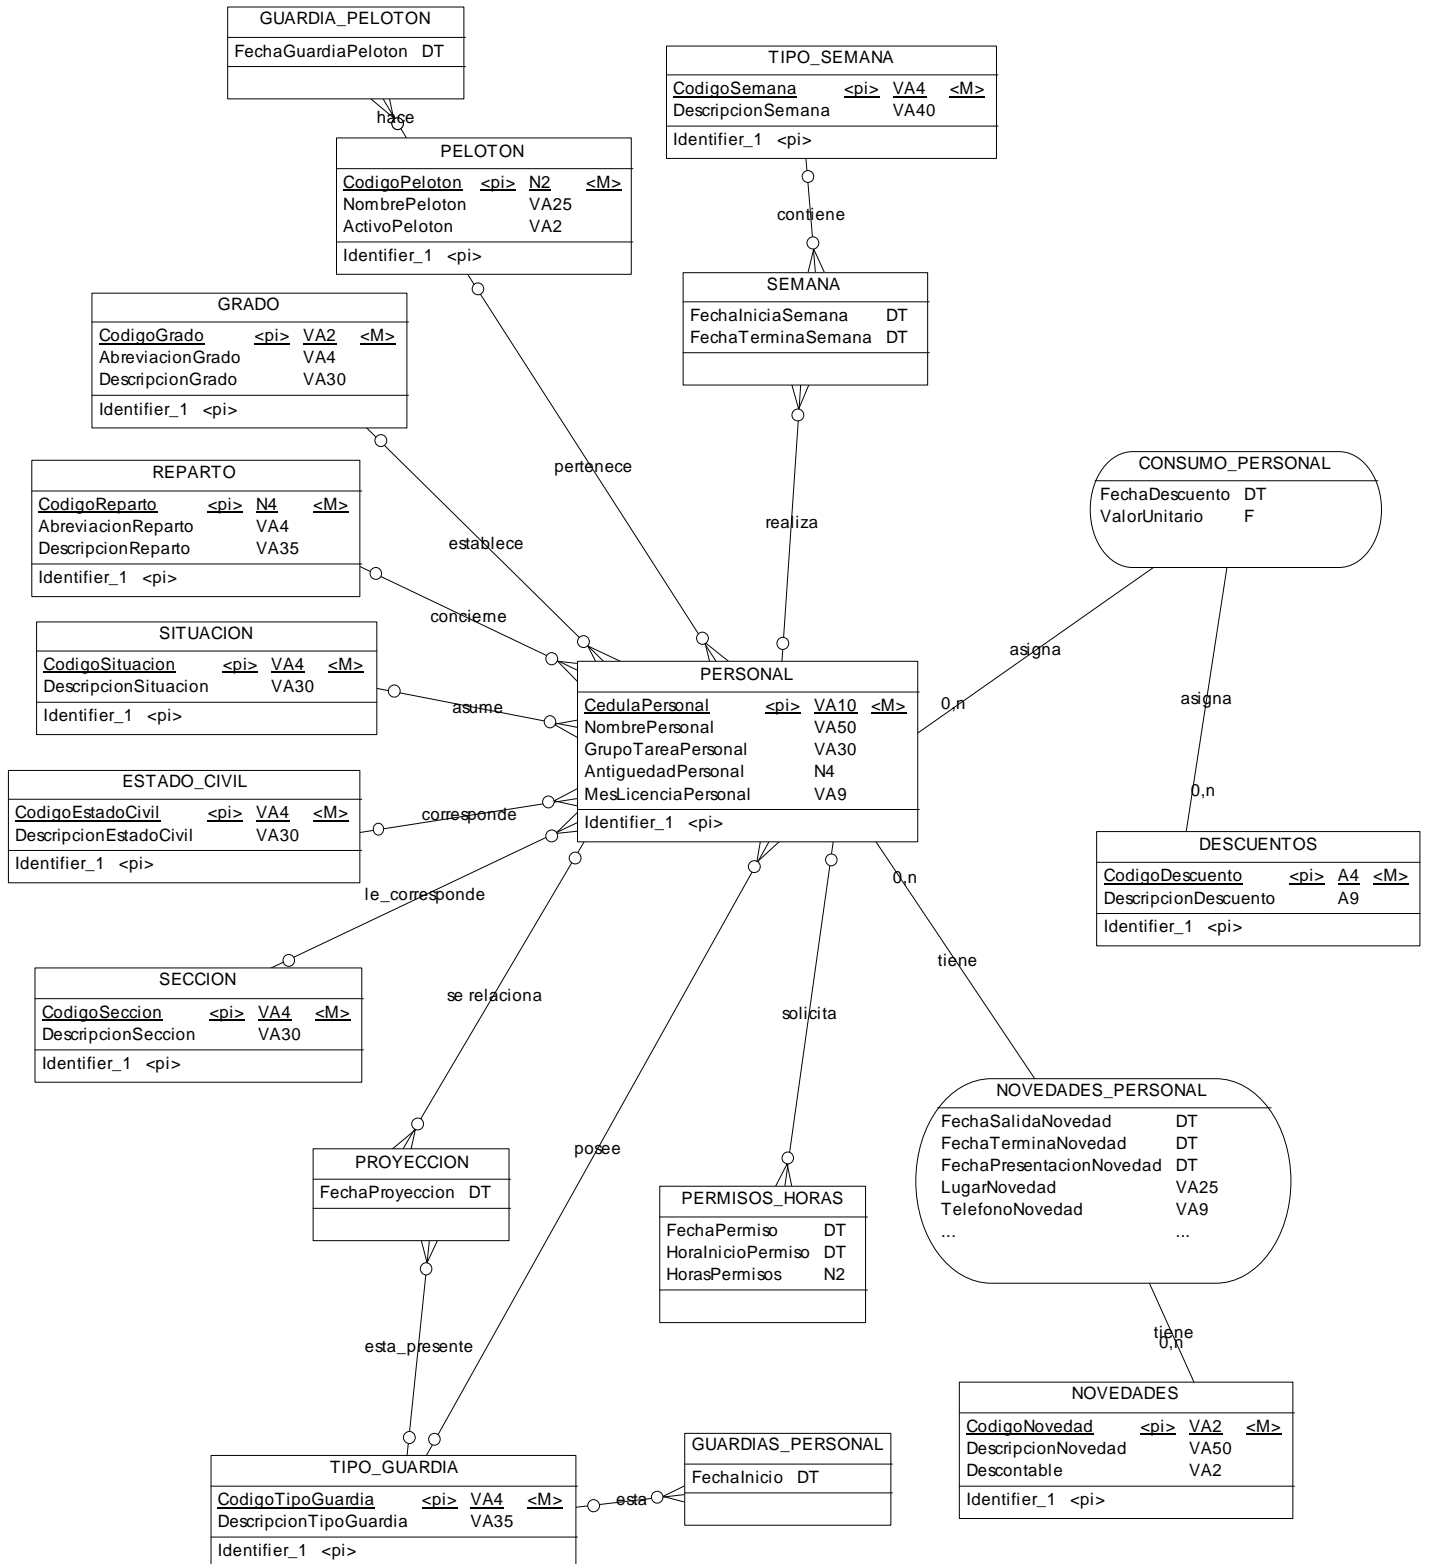 GUARDIA_PELOTON
FechaGuardiaPeloton DT
hace
TIPO_SEMANA
CodigoSemana <pi> VA4 <M>
DescripcionSemana VA40
Identifier_1 <pi>
PELOTON
CodigoPeloton <pi> N2 <M>
NombrePeloton VA25
ActivoPeloton VA2
Identifier_1 <pi>
contiene
SEMANA
FechaIniciaSemana DT
FechaTerminaSemana DT
GRADO
CodigoGrado <pi> VA2 <M>
AbreviacionGrado VA4
DescripcionGrado VA30
Identifier_1 <pi>
pertenece
realiza
establece
CONSUMO_PERSONAL
FechaDescuento DT
ValorUnitario F
REPARTO
CodigoReparto <pi> N4 <M>
AbreviacionReparto VA4
DescripcionReparto VA35
Identifier_1 <pi>
concierne
SITUACION
CodigoSituacion <pi> VA4 <M>
DescripcionSituacion VA30
Identifier_1 <pi>
asume
PERSONAL
CedulaPersonal <pi> VA10 <M>
NombrePersonal VA50
GrupoTareaPersonal VA30
AntiguedadPersonal N4
MesLicenciaPersonal VA9
Identifier_1 <pi>
asigna
0,n
asigna
0,n
ESTADO_CIVIL
CodigoEstadoCivil <pi> VA4 <M>
DescripcionEstadoCivil VA30
Identifier_1 <pi>
corresponde
DESCUENTOS
CodigoDescuento <pi> A4 <M>
DescripcionDescuento A9
Identifier_1 <pi>
le_corresponde
0,n
tiene
SECCION
CodigoSeccion <pi> VA4 <M>
DescripcionSeccion VA30
Identifier_1 <pi>
se relaciona
solicita
posee
NOVEDADES_PERSONAL
FechaSalidaNovedad DT
FechaTerminaNovedad DT
FechaPresentacionNovedad DT
LugarNovedad VA25
TelefonoNovedad VA9
... ...
PROYECCION
FechaProyeccion DT
PERMISOS_HORAS
FechaPermiso DT
HoraInicioPermiso DT
HorasPermisos N2
esta_presente
tiene
0,n
NOVEDADES
CodigoNovedad <pi> VA2 <M>
DescripcionNovedad VA50
Descontable VA2
Identifier_1 <pi>
TIPO_GUARDIA
CodigoTipoGuardia <pi> VA4 <M>
DescripcionTipoGuardia VA35
Identifier_1 <pi>
esta
GUARDIAS_PERSONAL
FechaInicio DT